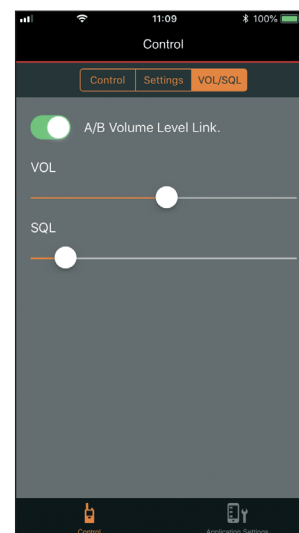 11:09
100%
Control
Control Settings VOL/SQL
A/B Volume Level Link.
VOL
SQL
Control Application Settings